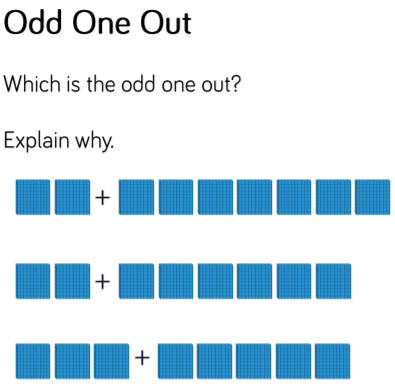 Odd One Out
Which is the odd one out?
Explain why.
+
+
+